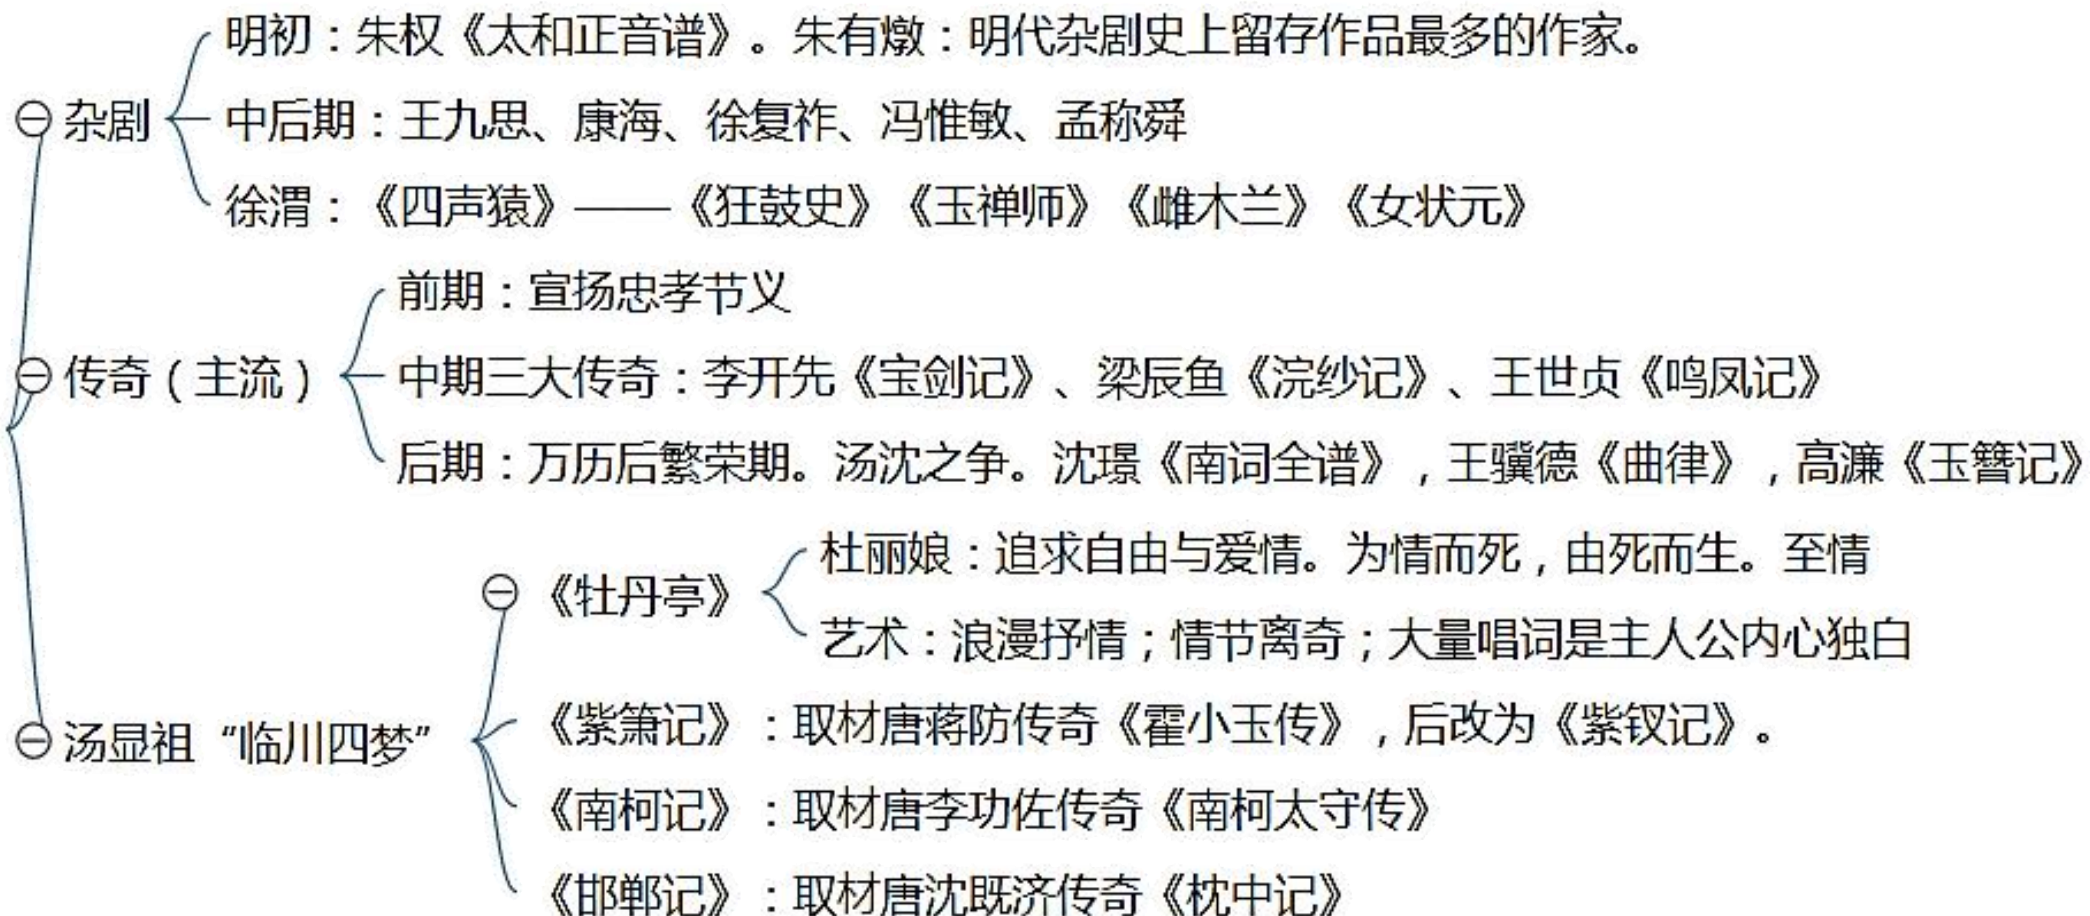 明初：朱权《太和正音谱》。朱有燉：明代杂剧史上留存作品最多的作家。
杂剧
中后期：王九思、康海、徐复祚、冯惟敏、孟称舜
徐渭：《四声猿》——《狂鼓史》《玉禅师》《雌木兰》《女状元》
前期：宣扬忠孝节义
传奇（主流）
中期三大传奇：李开先《宝剑记》、梁辰鱼《浣纱记》、王世贞《鸣凤记》
后期：万历后繁荣期。汤沈之争。沈璟《南词全谱》，王骥德《曲律》，高濂《玉簪记》
杜丽娘：追求自由与爱情。为情而死，由死而生。至情
《牡丹亭》
艺术：浪漫抒情；情节离奇；大量唱词是主人公内心独白
汤显祖“临川四梦”
《紫箫记》：取材唐蒋防传奇《霍小玉传》，后改为《紫钗记》。
《南柯记》：取材唐李功佐传奇《南柯太守传》
《邯郸记》：取材唐沈既济传奇《枕中记》